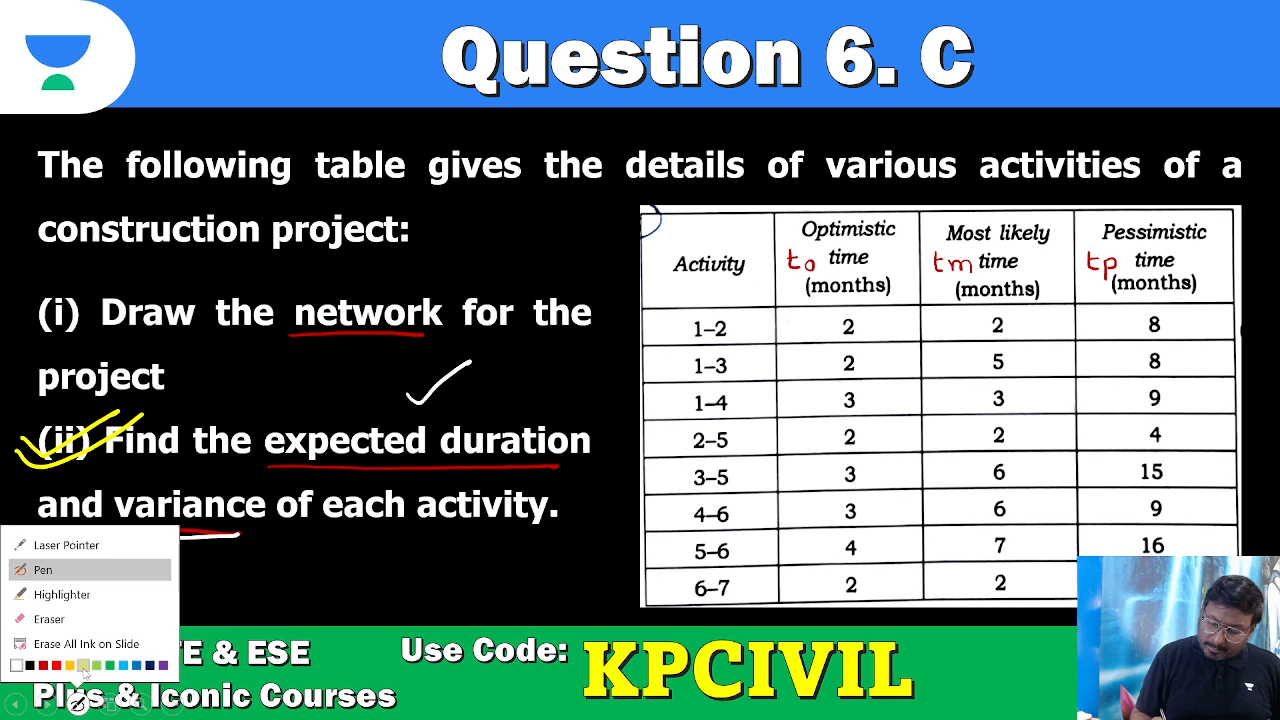 Question 6. C
The following table gives the details of various activities of a
construction project:
(i) Draw the network for the
project
(ii) Find the expected duration
and variance of each activity.
Activity Optimistic time (months) Most likely time (months) Pessimistic time (months)
to tm tp
1–2 2 2 8
1–3 2 5 8
1–4 3 3 9
2–5 2 2 4
3–5 3 6 15
4–6 3 6 9
5–6 4 7 16
6–7 2 2
Laser Pointer
Pen
Highlighter
Eraser
Erase All Ink on Slide
E & ESE
Plus & Iconic Courses
Use Code:
KPCIVIL